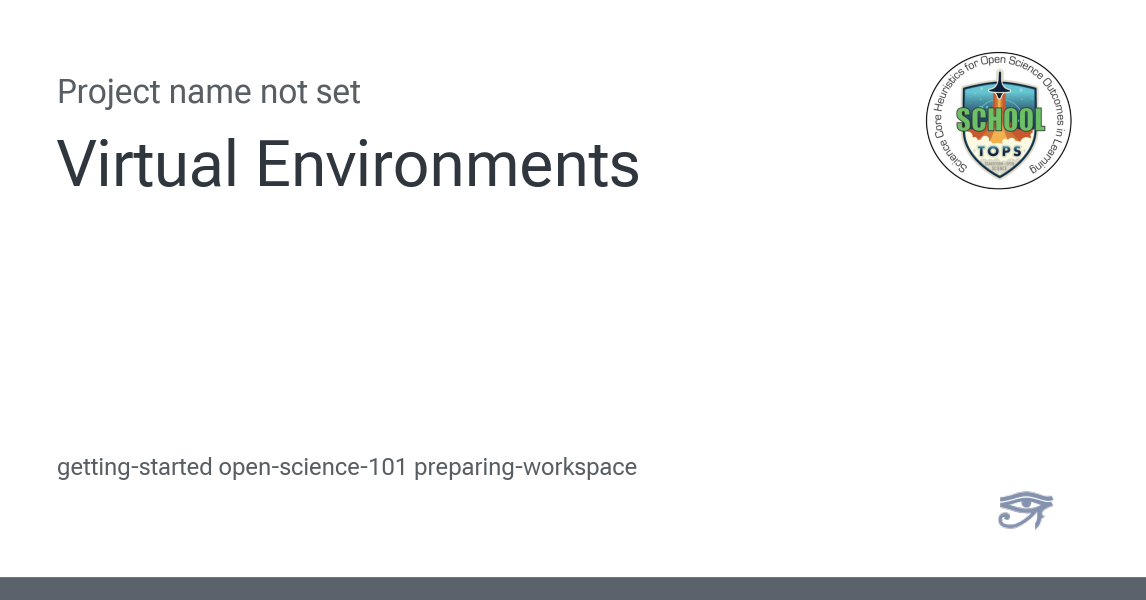 Project name not set
Virtual Environments
Science Core Heuristics for Open Science Outcomes in Learning
SCHOOL
TOPS
getting-started open-science-101 preparing-workspace